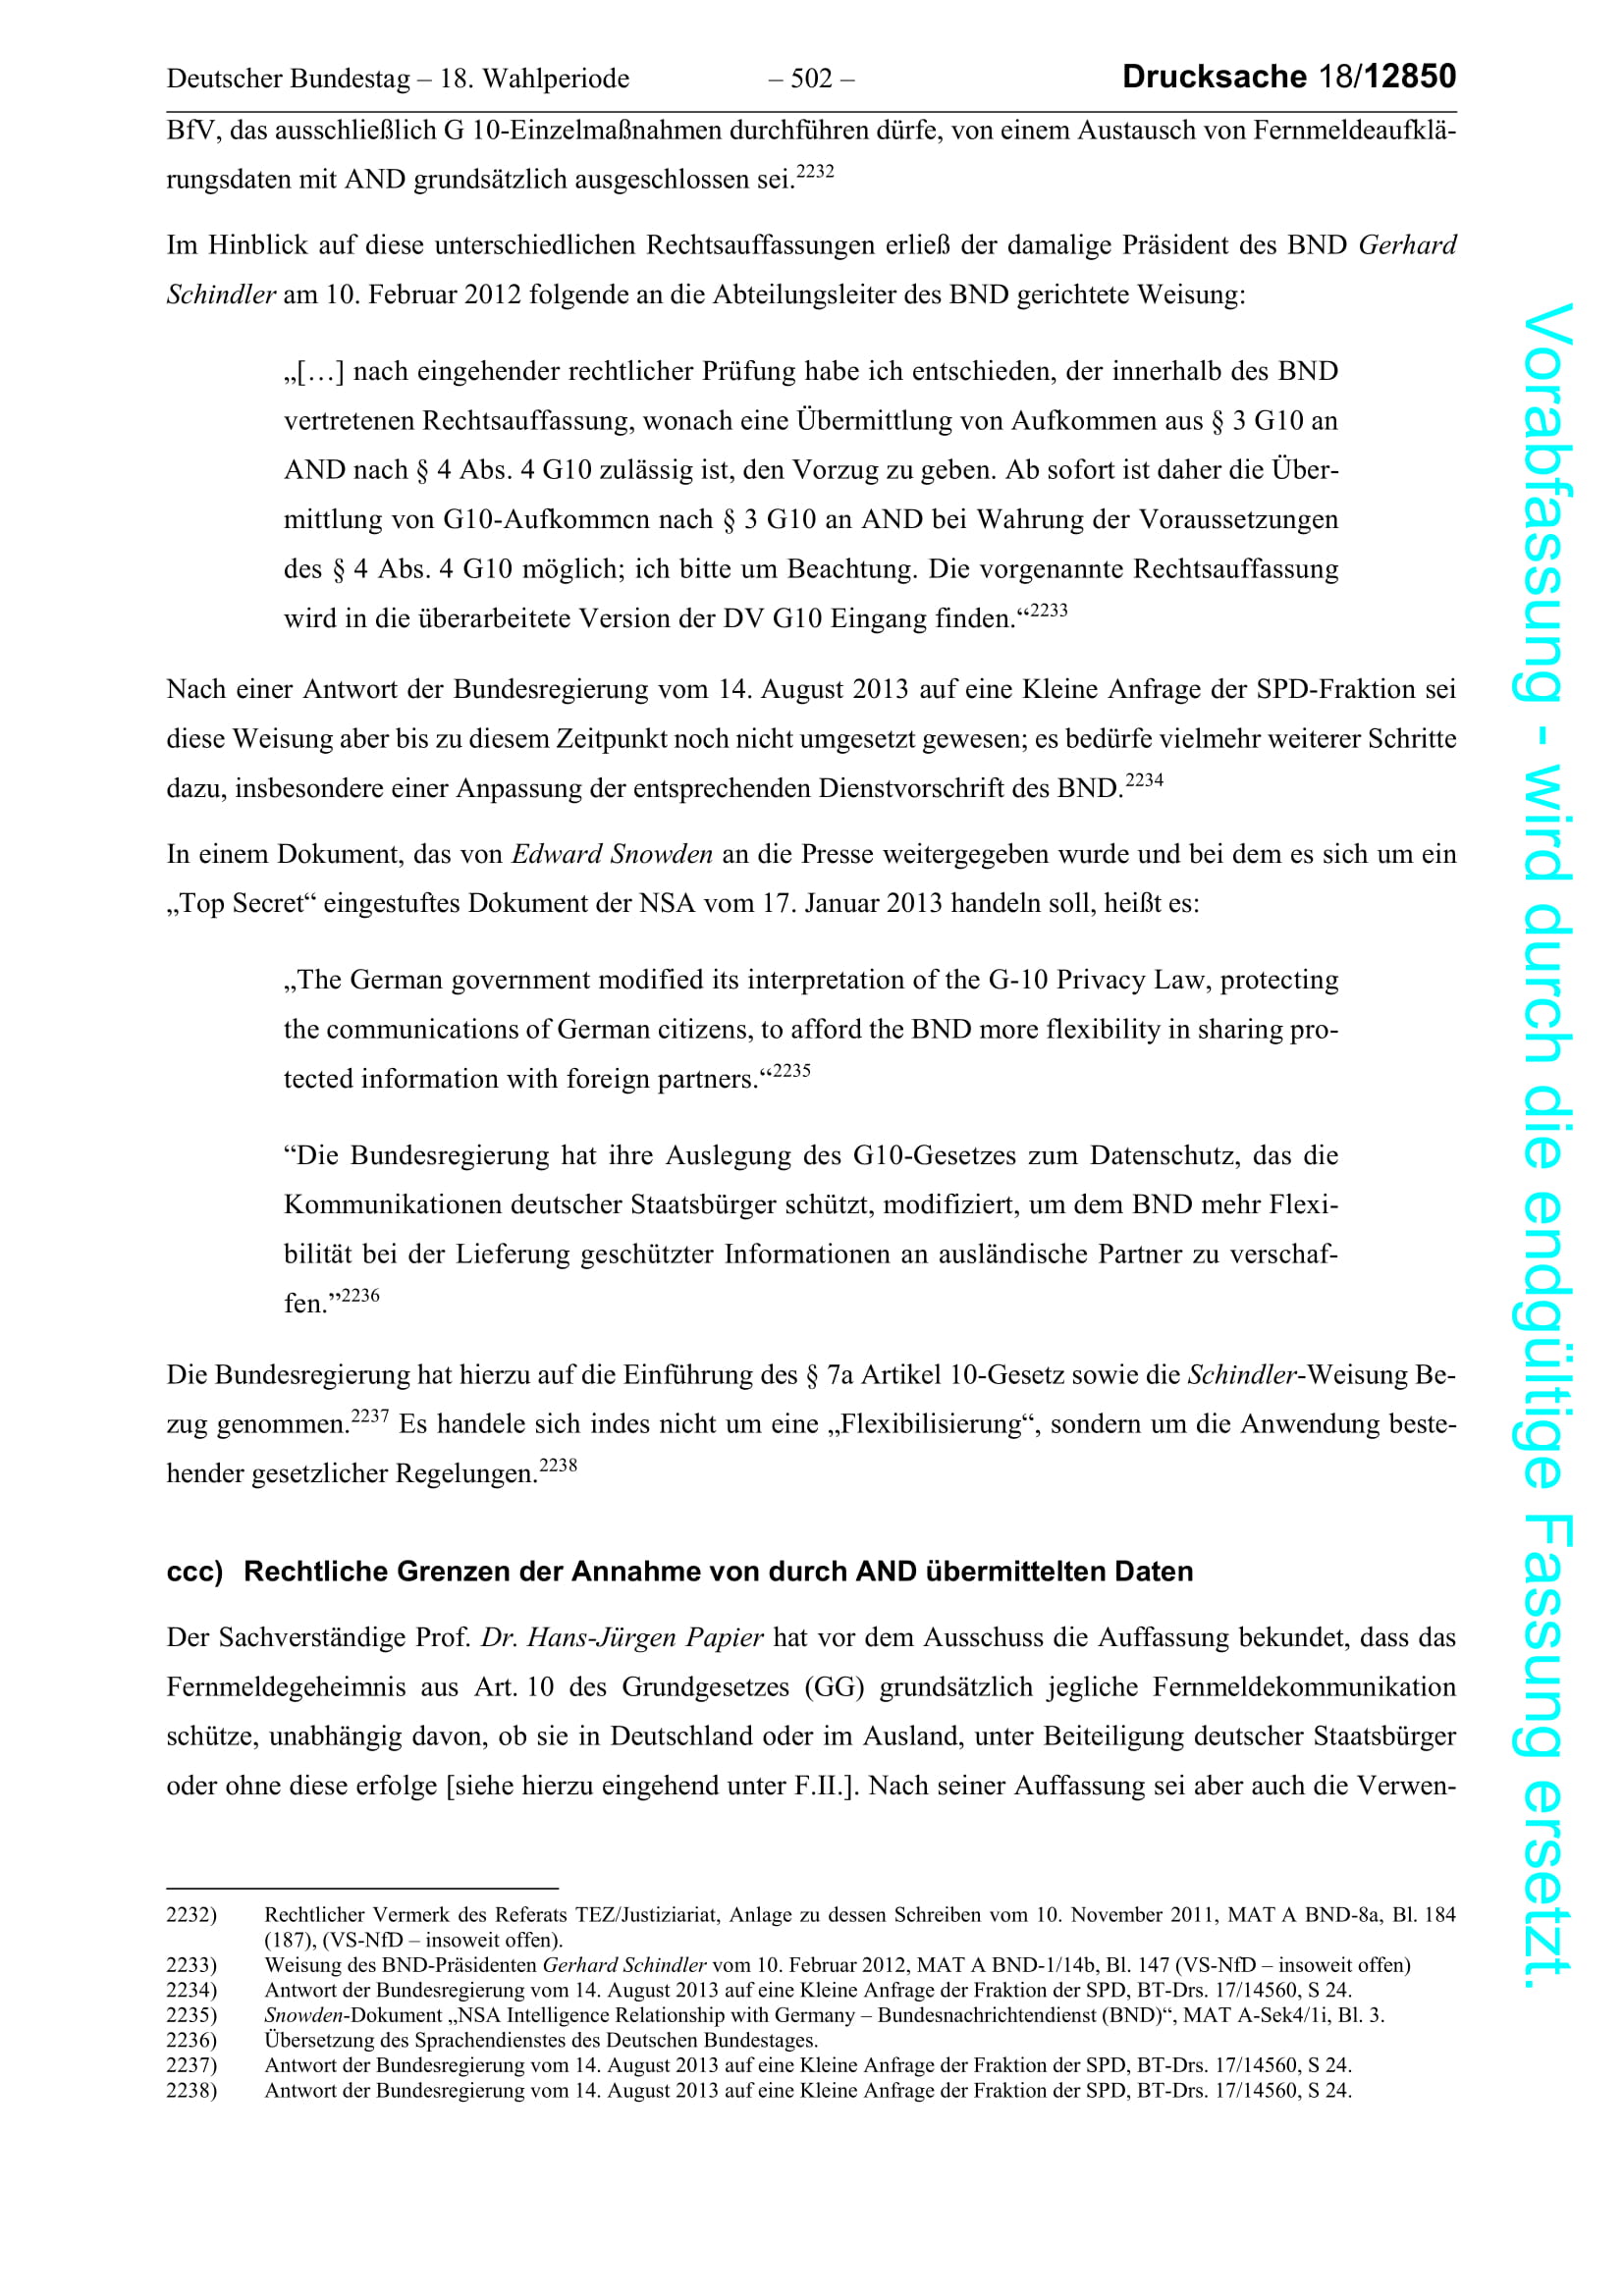 Deutscher Bundestag – 18. Wahlperiode – 502 – Drucksache 18/12850
BfV, das ausschließlich G 10-Einzelmaßnahmen durchführen dürfe, von einem Austausch von Fernmeldeaufklä-
rungsdaten mit AND grundsätzlich ausgeschlossen sei.2232
Im Hinblick auf diese unterschiedlichen Rechtsauffassungen erließ der damalige Präsident des BND Gerhard
Schindler am 10. Februar 2012 folgende an die Abteilungsleiter des BND gerichtete Weisung:
„[…] nach eingehender rechtlicher Prüfung habe ich entschieden, der innerhalb des BND
vertretenen Rechtsauffassung, wonach eine Übermittlung von Aufkommen aus § 3 G10 an
AND nach § 4 Abs. 4 G10 zulässig ist, den Vorzug zu geben. Ab sofort ist daher die Über-
mittlung von G10-Aufkommcn nach § 3 G10 an AND bei Wahrung der Voraussetzungen
des § 4 Abs. 4 G10 möglich; ich bitte um Beachtung. Die vorgenannte Rechtsauffassung
wird in die überarbeitete Version der DV G10 Eingang finden.“2233
Nach einer Antwort der Bundesregierung vom 14. August 2013 auf eine Kleine Anfrage der SPD-Fraktion sei
diese Weisung aber bis zu diesem Zeitpunkt noch nicht umgesetzt gewesen; es bedürfe vielmehr weiterer Schritte
dazu, insbesondere einer Anpassung der entsprechenden Dienstvorschrift des BND.2234
In einem Dokument, das von Edward Snowden an die Presse weitergegeben wurde und bei dem es sich um ein
„Top Secret“ eingestuftes Dokument der NSA vom 17. Januar 2013 handeln soll, heißt es:
„The German government modified its interpretation of the G-10 Privacy Law, protecting
the communications of German citizens, to afford the BND more flexibility in sharing pro-
tected information with foreign partners.“2235
“Die Bundesregierung hat ihre Auslegung des G10-Gesetzes zum Datenschutz, das die
Kommunikationen deutscher Staatsbürger schützt, modifiziert, um dem BND mehr Flexi-
bilität bei der Lieferung geschützter Informationen an ausländische Partner zu verschaf-
fen.”2236
Die Bundesregierung hat hierzu auf die Einführung des § 7a Artikel 10-Gesetz sowie die Schindler-Weisung Be-
zug genommen.2237 Es handele sich indes nicht um eine „Flexibilisierung“, sondern um die Anwendung beste-
hender gesetzlicher Regelungen.2238
ccc) Rechtliche Grenzen der Annahme von durch AND übermittelten Daten
Der Sachverständige Prof. Dr. Hans-Jürgen Papier hat vor dem Ausschuss die Auffassung bekundet, dass das
Fernmeldegeheimnis aus Art. 10 des Grundgesetzes (GG) grundsätzlich jegliche Fernmeldekommunikation
schütze, unabhängig davon, ob sie in Deutschland oder im Ausland, unter Beiteiligung deutscher Staatsbürger
oder ohne diese erfolge [siehe hierzu eingehend unter F.II.]. Nach seiner Auffassung sei aber auch die Verwen-
2232) Rechtlicher Vermerk des Referats TEZ/Justiziariat, Anlage zu dessen Schreiben vom 10. November 2011, MAT A BND-8a, Bl. 184
(187), (VS-NfD – insoweit offen).
2233) Weisung des BND-Präsidenten Gerhard Schindler vom 10. Februar 2012, MAT A BND-1/14b, Bl. 147 (VS-NfD – insoweit offen)
2234) Antwort der Bundesregierung vom 14. August 2013 auf eine Kleine Anfrage der Fraktion der SPD, BT-Drs. 17/14560, S 24.
2235) Snowden-Dokument „NSA Intelligence Relationship with Germany – Bundesnachrichtendienst (BND)“, MAT A-Sek4/1i, Bl. 3.
2236) Übersetzung des Sprachendienstes des Deutschen Bundestages.
2237) Antwort der Bundesregierung vom 14. August 2013 auf eine Kleine Anfrage der Fraktion der SPD, BT-Drs. 17/14560, S 24.
2238) Antwort der Bundesregierung vom 14. August 2013 auf eine Kleine Anfrage der Fraktion der SPD, BT-Drs. 17/14560, S 24.
Vorabfassung - wird durch die endgültige Fassung ersetzt.